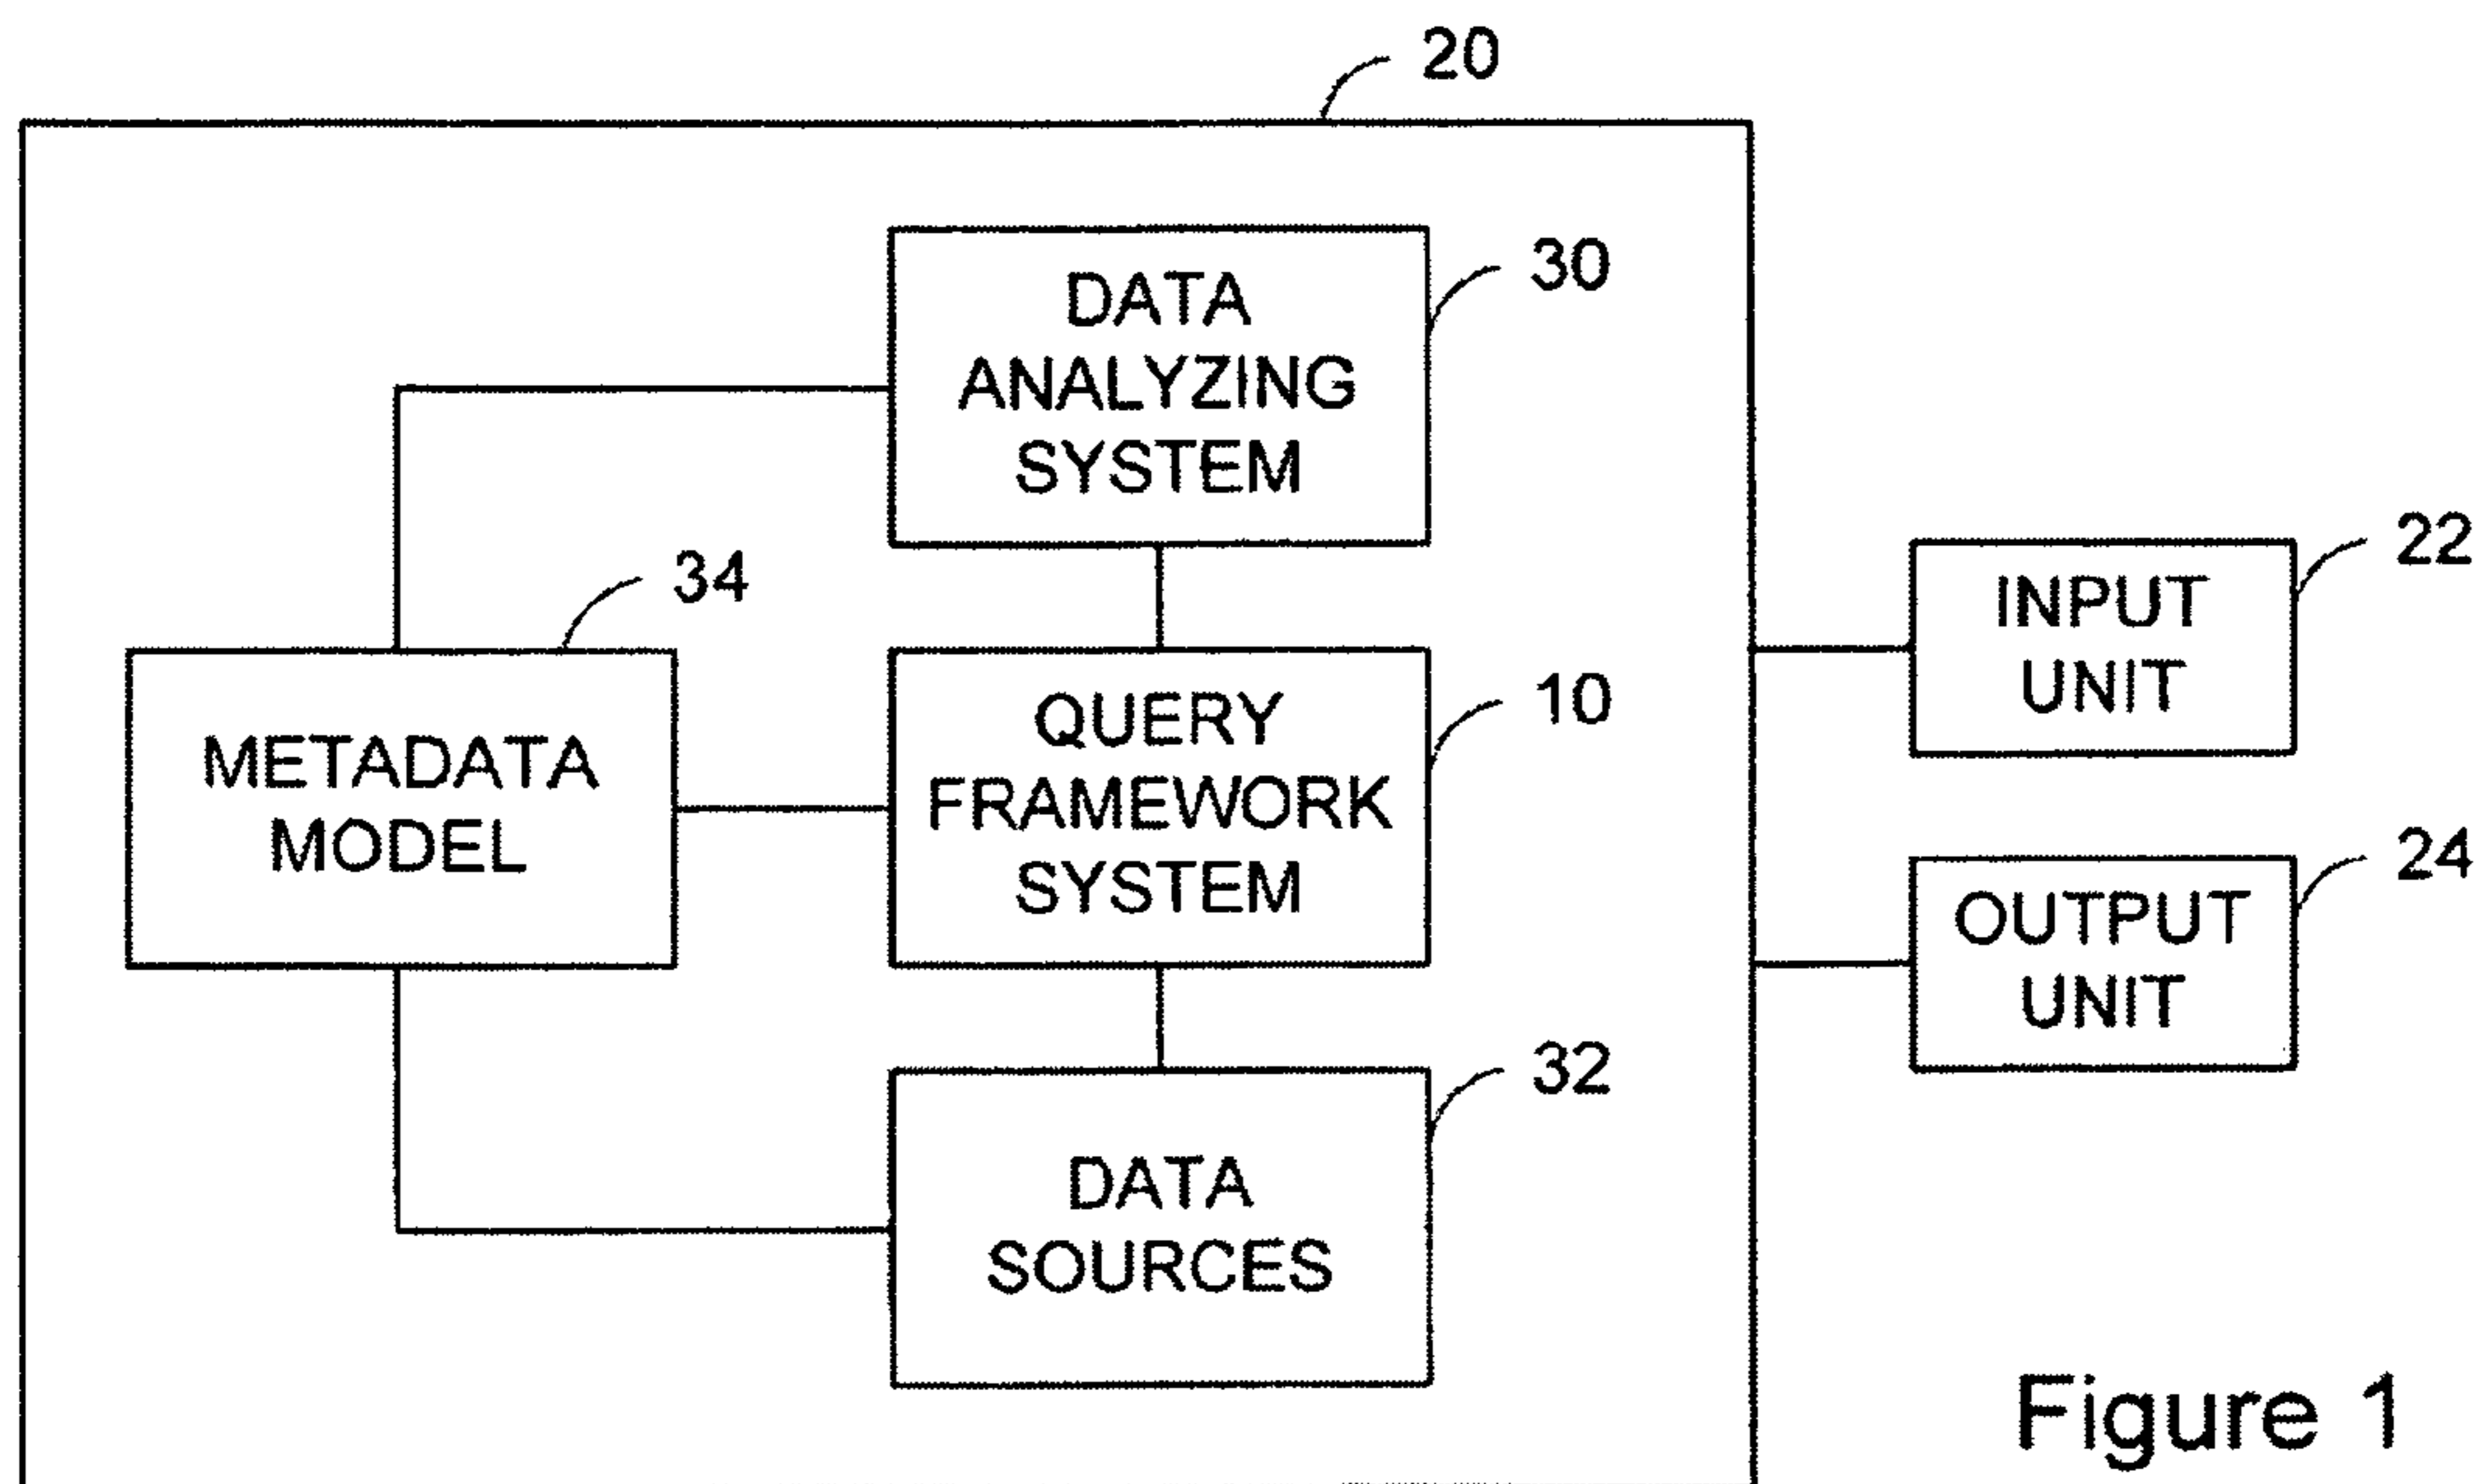 20
DATA
ANALYZING
SYSTEM
30
34
METADATA
MODEL
QUERY
FRAMEWORK
SYSTEM
10
DATA
SOURCES
32
INPUT
UNIT
22
OUTPUT
UNIT
24
Figure 1